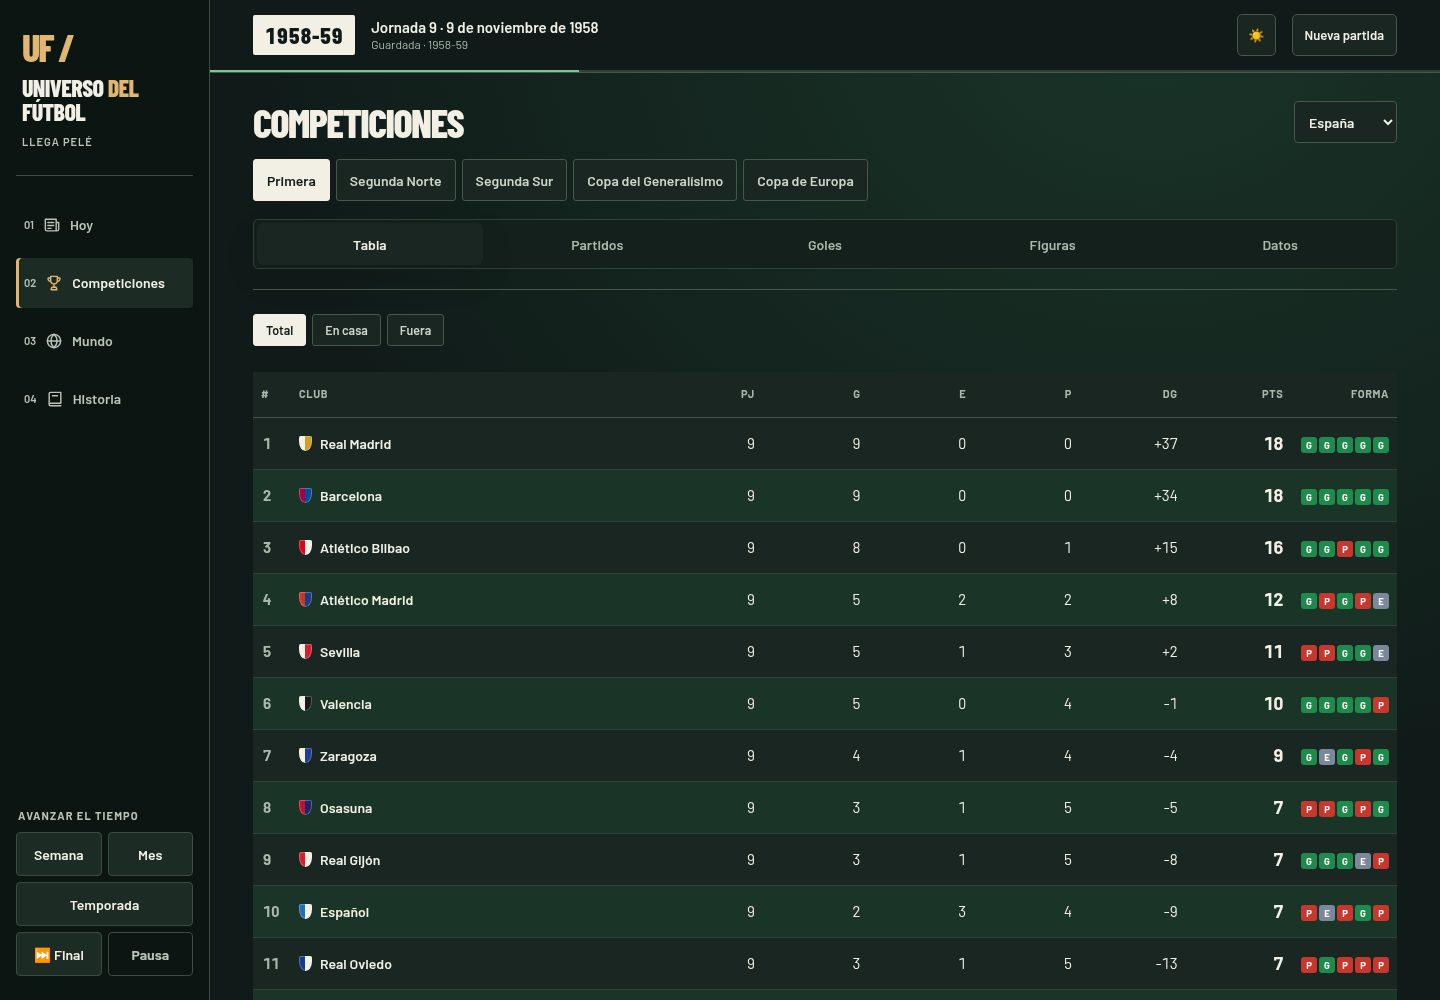 UF /
UNIVERSO DEL
FÚTBOL
LLEGA PELÉ
01 Hoy
02 Competiciones
03 Mundo
04 Historia
AVANZAR EL TIEMPO
Semana Mes
Temporada
⏩ Final Pausa
1958-59
Jornada 9 · 9 de noviembre de 1958
Guardada · 1958-59
☀️ Nueva partida
COMPETICIONES
España
Primera Segunda Norte Segunda Sur Copa del Generalísimo Copa de Europa
Tabla Partidos Goles Figuras Datos
Total En casa Fuera
# CLUB PJ G E P DG PTS FORMA
1 Real Madrid 9 9 0 0 +37 18 G G G G G
2 Barcelona 9 9 0 0 +34 18 G G G G G
3 Atlético Bilbao 9 8 0 1 +15 16 G G P G G
4 Atlético Madrid 9 5 2 2 +8 12 G P G P E
5 Sevilla 9 5 1 3 +2 11 P P G G E
6 Valencia 9 5 0 4 -1 10 G G G G P
7 Zaragoza 9 4 1 4 -4 9 G E G P G
8 Osasuna 9 3 1 5 -5 7 P P G P G
9 Real Gijón 9 3 1 5 -8 7 G G G E P
10 Español 9 2 3 4 -9 7 P E P G P
11 Real Oviedo 9 3 1 5 -13 7 P G P P P